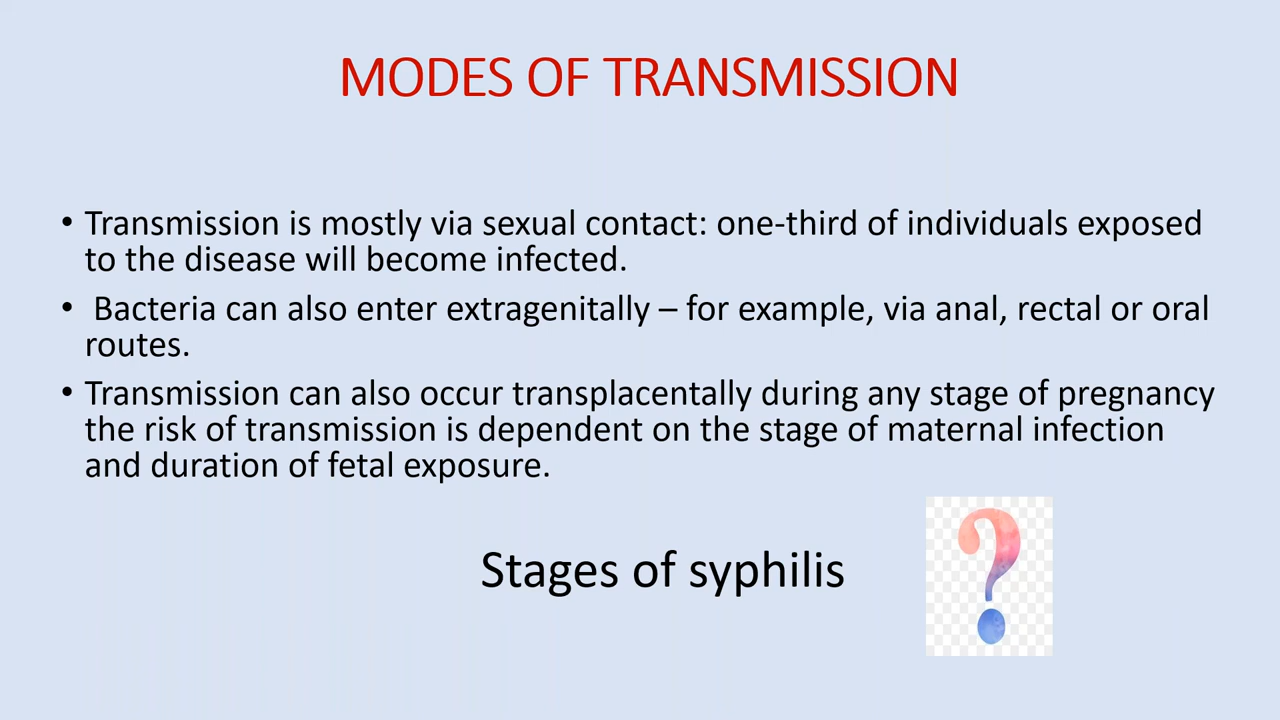 MODES OF TRANSMISSION
• Transmission is mostly via sexual contact: one-third of individuals exposed
to the disease will become infected.
• Bacteria can also enter extragenitally – for example, via anal, rectal or oral
routes.
• Transmission can also occur transplacentally during any stage of pregnancy
the risk of transmission is dependent on the stage of maternal infection
and duration of fetal exposure.
Stages of syphilis
?